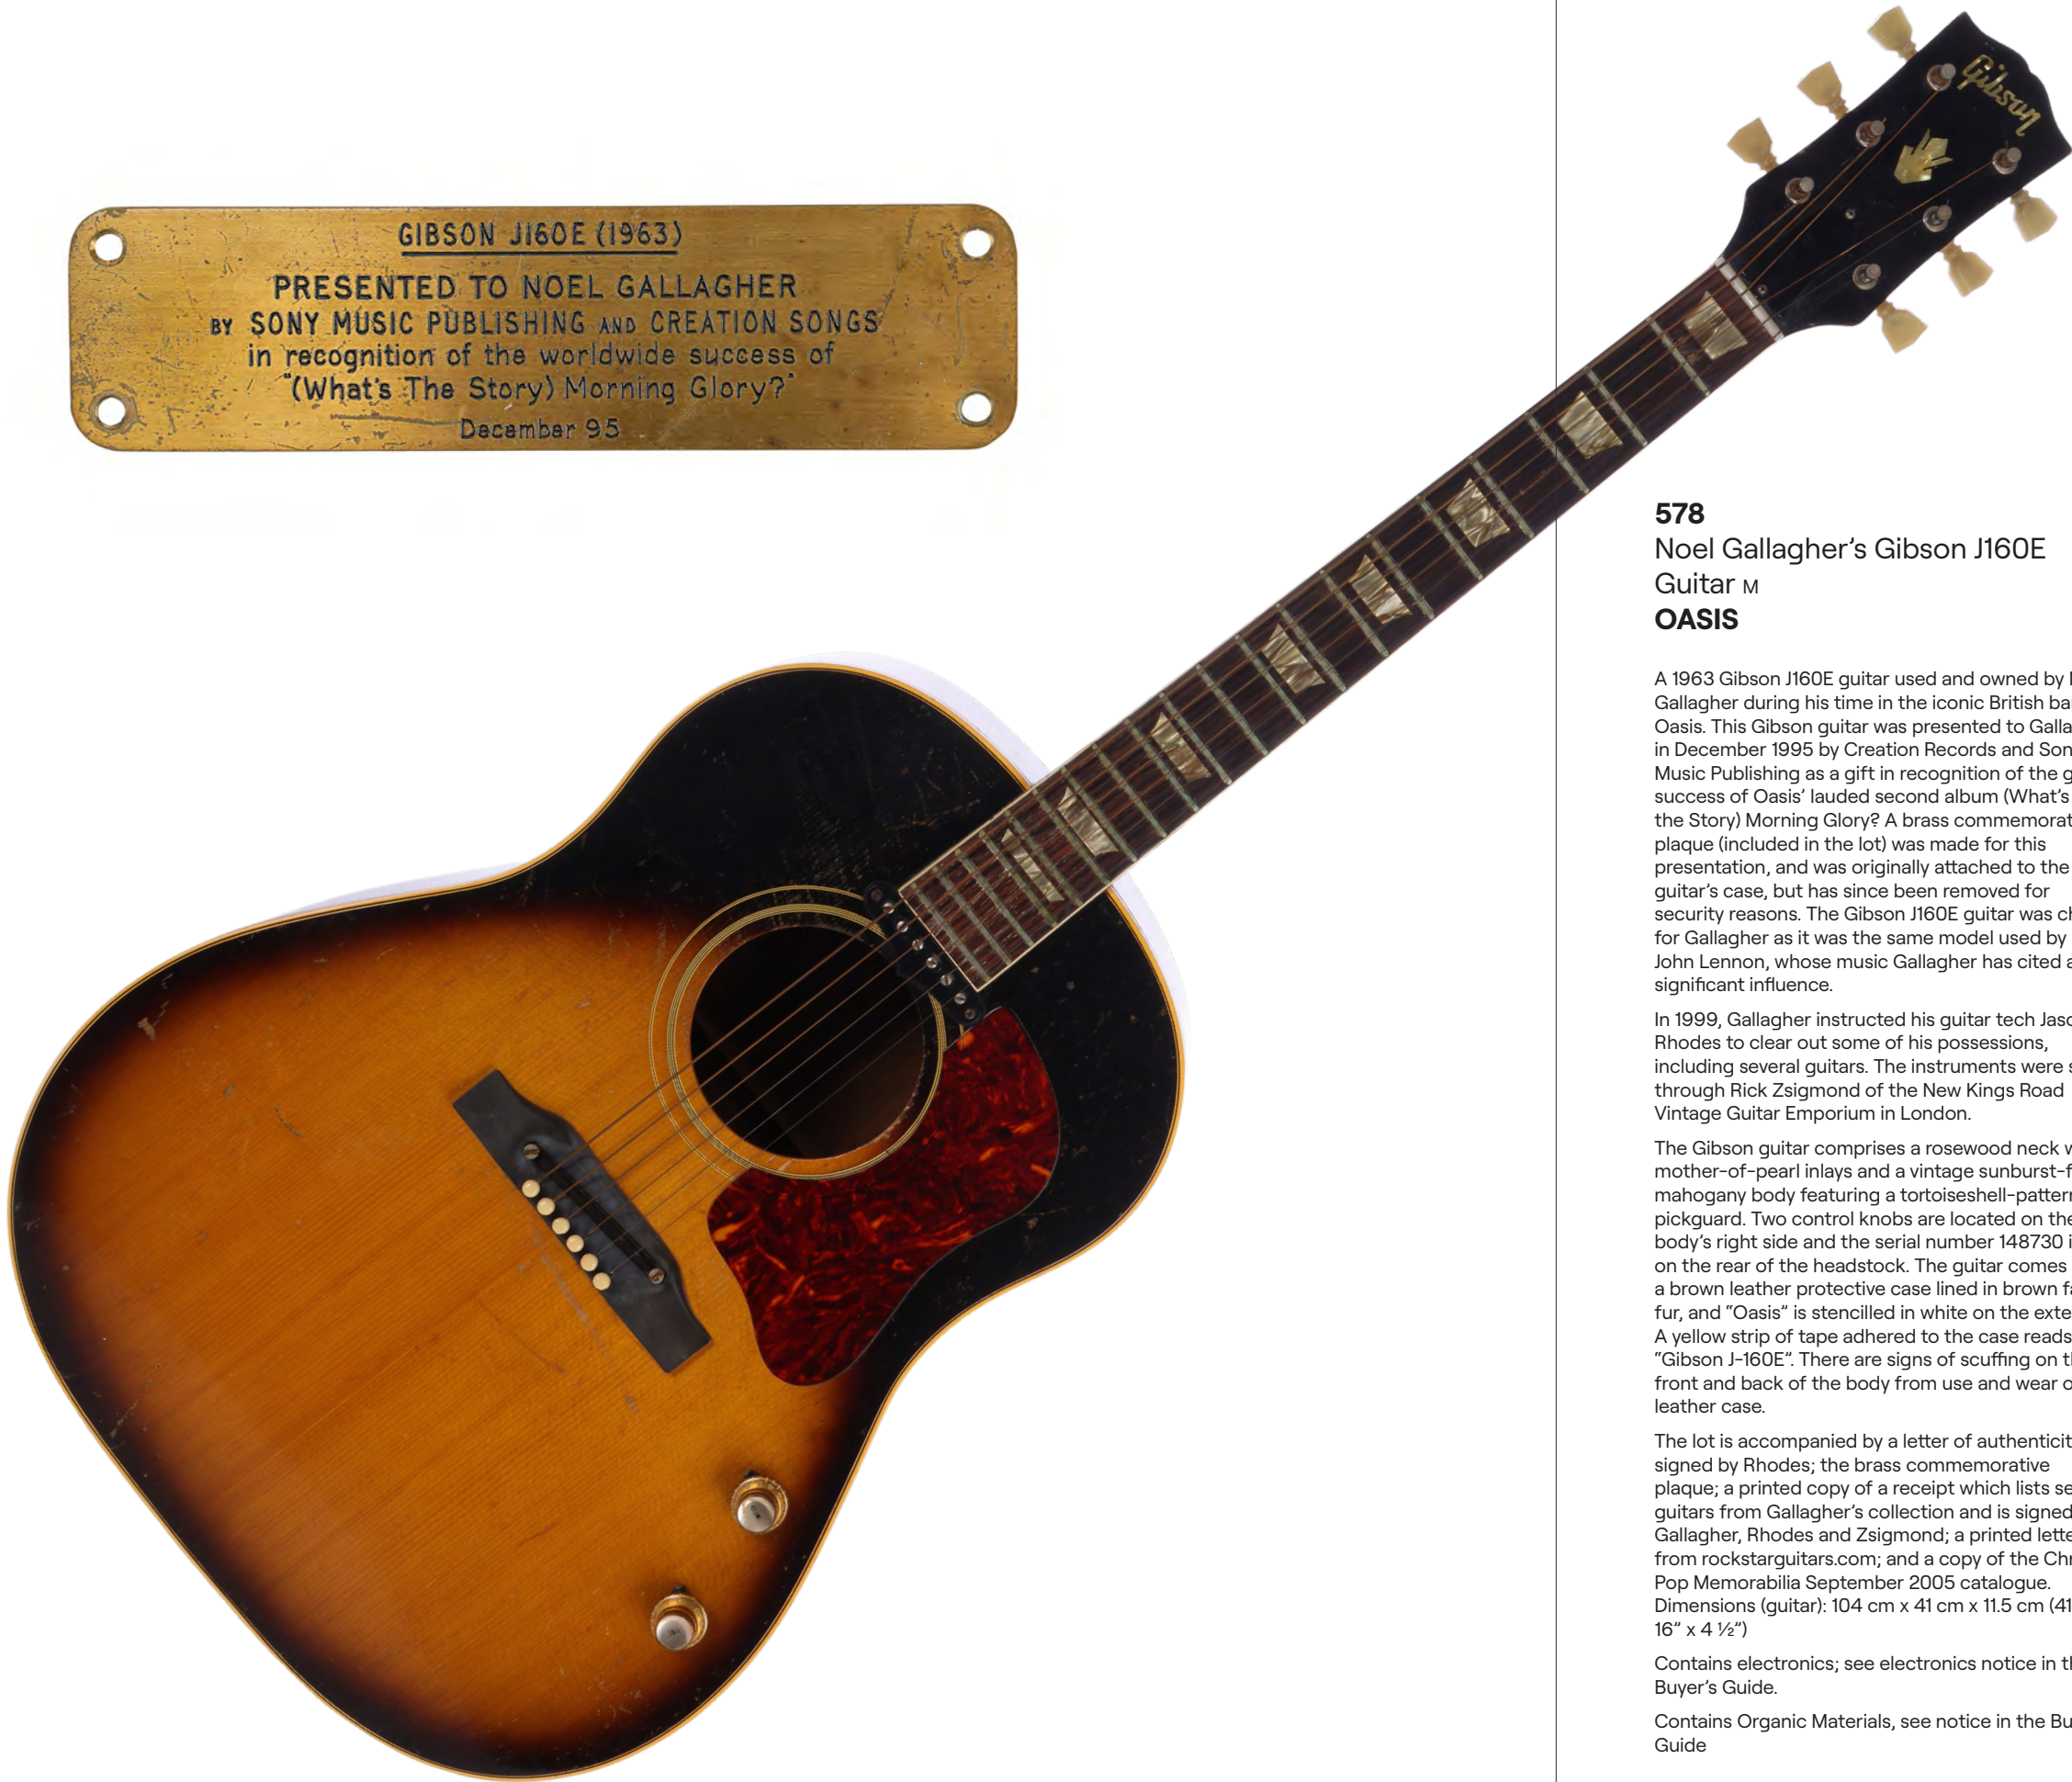 GIBSON J160E (1963)
PRESENTED TO NOEL GALLAGHER
BY SONY MUSIC PUBLISHING AND CREATION SONGS
in recognition of the worldwide success of
"(What's The Story) Morning Glory?"
December 95
Gibson
578
Noel Gallagher's Gibson J160E
Guitar M
OASIS
A 1963 Gibson J160E guitar used and owned by
Gallagher during his time in the iconic British
Oasis. This Gibson guitar was presented to
in December 1995 by Creation Records and
Music Publishing as a gift in recognition of the
success of Oasis' lauded second album (What's
the Story) Morning Glory? A brass
plaque (included in the lot) was made for this
presentation, and was originally attached to the
guitar's case, but has since been removed for
security reasons. The Gibson J160E guitar was
for Gallagher as it was the same model used by
John Lennon, whose music Gallagher has cited
significant influence.
In 1999, Gallagher instructed his guitar tech
Rhodes to clear out some of his possessions,
including several guitars. The instruments were
through Rick Zsigmond of the New Kings Road
Vintage Guitar Emporium in London.
The Gibson guitar comprises a rosewood neck
mother-of-pearl inlays and a vintage
mahogany body featuring a
pickguard. Two control knobs are located on the
body's right side and the serial number 148730
on the rear of the headstock. The guitar comes
a brown leather protective case lined in brown
fur, and "Oasis" is stencilled in white on the
A yellow strip of tape adhered to the case reads
"Gibson J-160E". There are signs of scuffing on
front and back of the body from use and wear
leather case.
The lot is accompanied by a letter of
signed by Rhodes; the brass commemorative
plaque; a printed copy of a receipt which lists
guitars from Gallagher's collection and is signed
Gallagher, Rhodes and Zsigmond; a printed
from rockstarguitars.com; and a copy of the
Pop Memorabilia September 2005 catalogue.
Dimensions (guitar): 104 cm x 41 cm x 11.5 cm
16" x 4 ½")
Contains electronics; see electronics notice in
Buyer's Guide.
Contains Organic Materials, see notice in the
Guide